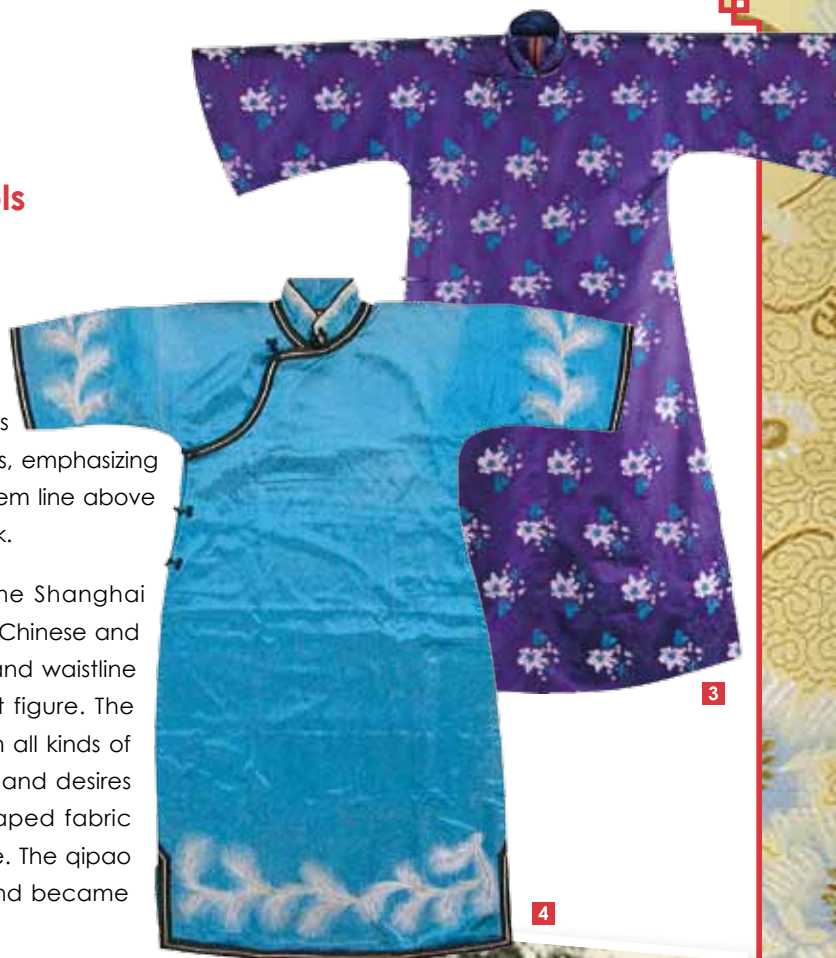 ls
s
s, emphasizing
em line above
k.
he Shanghai
Chinese and
and waistline
t figure. The
n all kinds of
and desires
aped fabric
e. The qipao
nd became
3
4